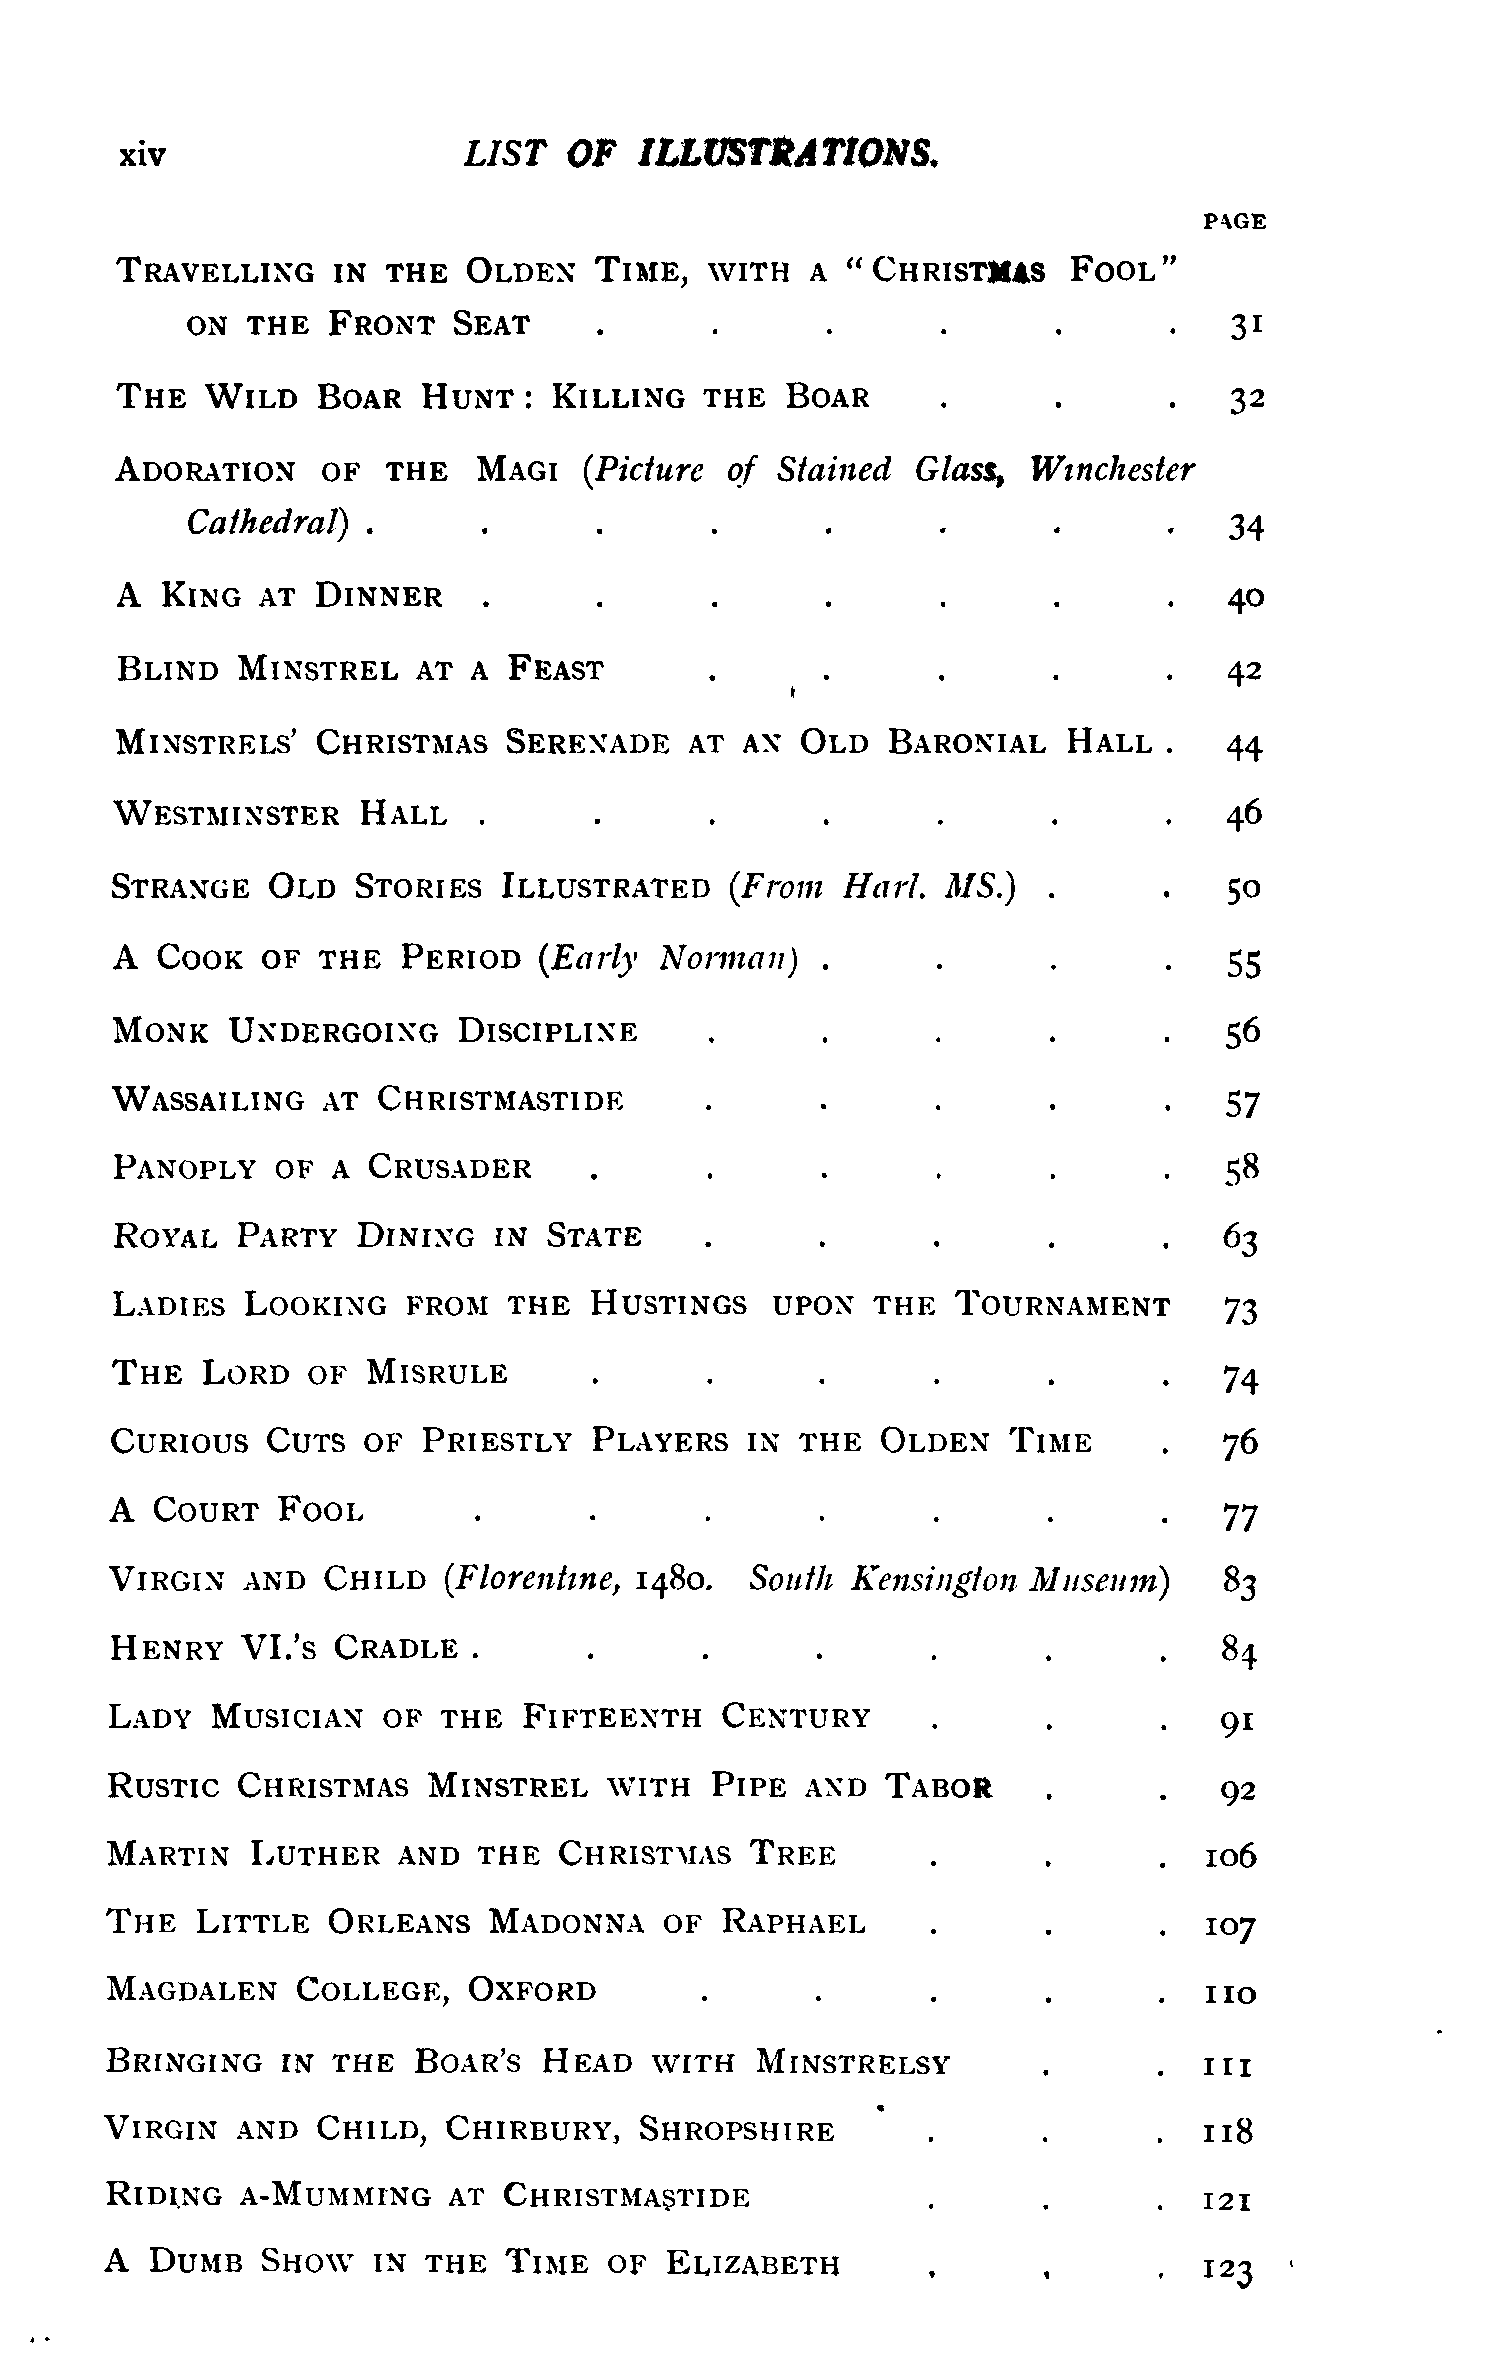 xiv LIST OF ILLUSTRATIONS.
PAGE
TRAVELLING IN THE OLDEN TIME, WITH A "CHRISTMAS FOOL"
ON THE FRONT SEAT . . . . . . 31
THE WILD BOAR HUNT: KILLING THE BOAR . . . 32
ADORATION OF THE MAGI (Picture of Stained Glass, Winchester
Cathedral) . . . . . . . . 34
A KING AT DINNER . . . . . . . 40
BLIND MINSTREL AT A FEAST . . . . . 42
MINSTRELS' CHRISTMAS SERENADE AT AN OLD BARONIAL HALL . 44
WESTMINSTER HALL . . . . . . . 46
STRANGE OLD STORIES ILLUSTRATED (From Harl. MS.) . . 50
A COOK OF THE PERIOD (Early Norman) . . . . 55
MONK UNDERGOING DISCIPLINE . . . . . 56
WASSAILING AT CHRISTMASTIDE . . . . . 57
PANOPLY OF A CRUSADER . . . . . . 58
ROYAL PARTY DINING IN STATE . . . . . 63
LADIES LOOKING FROM THE HUSTINGS UPON THE TOURNAMENT 73
THE LORD OF MISRULE . . . . . . 74
CURIOUS CUTS OF PRIESTLY PLAYERS IN THE OLDEN TIME . 76
A COURT FOOL . . . . . . . 77
VIRGIN AND CHILD (Florentine, 1480. South Kensington Museum) 83
HENRY VI.'S CRADLE . . . . . . . 84
LADY MUSICIAN OF THE FIFTEENTH CENTURY . . . 91
RUSTIC CHRISTMAS MINSTREL WITH PIPE AND TABOR . . 92
MARTIN LUTHER AND THE CHRISTMAS TREE . . . 106
THE LITTLE ORLEANS MADONNA OF RAPHAEL . . . 107
MAGDALEN COLLEGE, OXFORD . . . . . 110
BRINGING IN THE BOAR'S HEAD WITH MINSTRELSY . . 111
VIRGIN AND CHILD, CHIRBURY, SHROPSHIRE . . . 118
RIDING A-MUMMING AT CHRISTMASTIDE . . . 121
A DUMB SHOW IN THE TIME OF ELIZABETH . . . 123